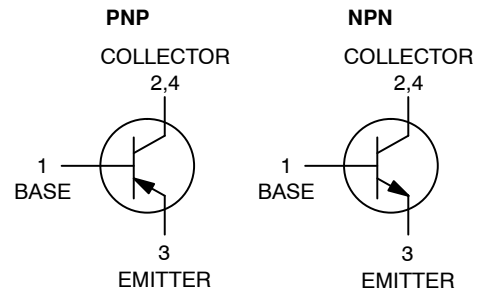 PNP
COLLECTOR
2,4
1
BASE
3
EMITTER
NPN
COLLECTOR
2,4
1
BASE
3
EMITTER